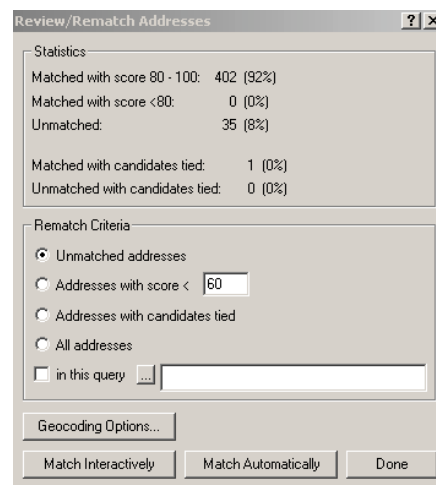 Review/Rematch Addresses
Statistics
Matched with score 80 - 100: 402 (92%)
Matched with score <80: 0 (0%)
Unmatched: 35 (8%)
Matched with candidates tied: 1 (0%)
Unmatched with candidates tied: 0 (0%)
Rematch Criteria
Unmatched addresses
Addresses with score < 60
Addresses with candidates tied
All addresses
in this query ...
Geocoding Options...
Match Interactively Match Automatically Done